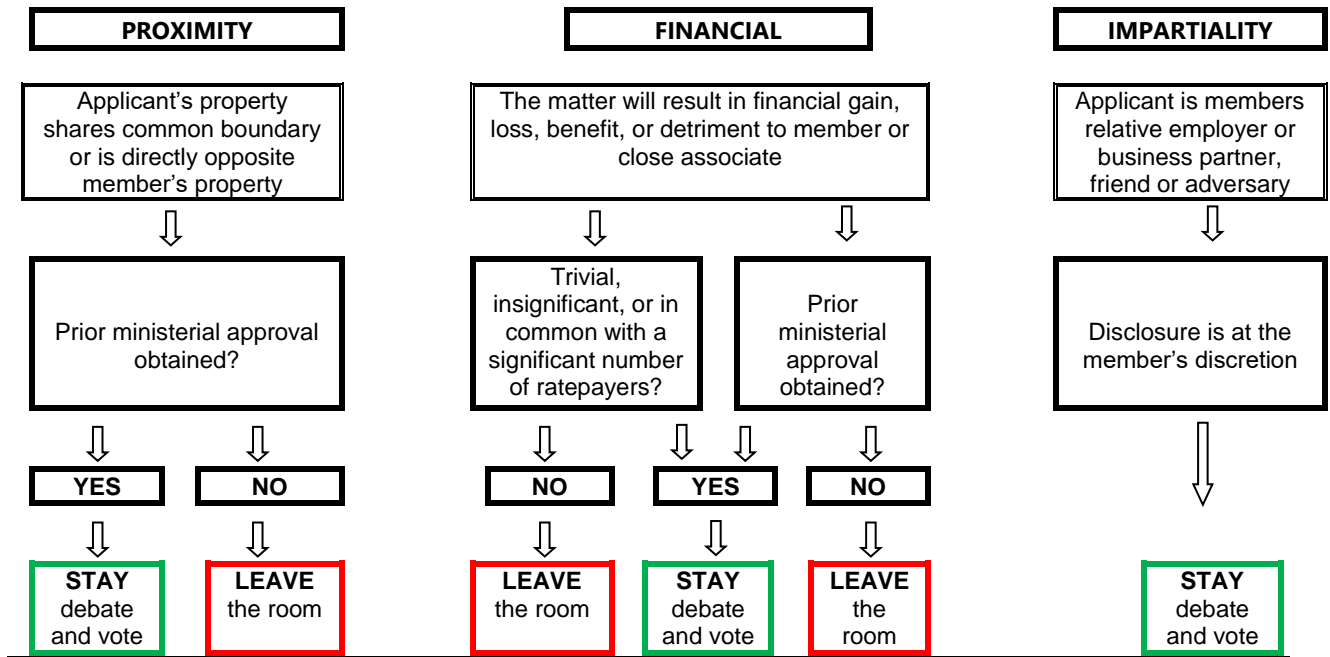 PROXIMITY
Applicant's property
shares common boundary
or is directly opposite
member's property
Prior ministerial approval
obtained?
YES
NO
STAY
debate
and vote
LEAVE
the room
FINANCIAL
The matter will result in financial gain,
loss, benefit, or detriment to member or
close associate
Trivial,
insignificant, or in
common with a
significant number
of ratepayers?
Prior
ministerial
approval
obtained?
NO
YES
NO
LEAVE
the room
STAY
debate
and vote
LEAVE
the
room
IMPARTIALITY
Applicant is members
relative employer or
business partner,
friend or adversary
Disclosure is at the
member's discretion
STAY
debate
and vote